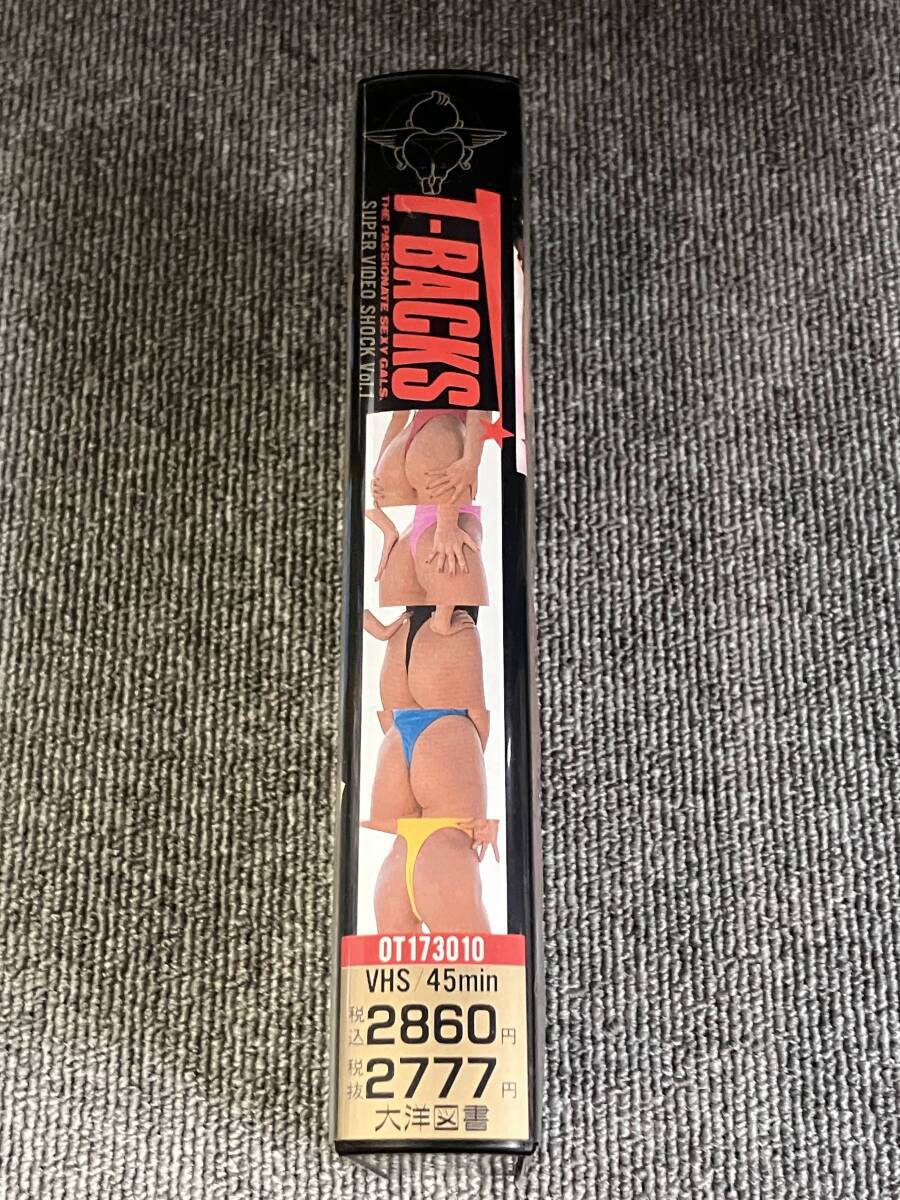 T-BACKS
THE PASSIONATE SEXY GALS.
SUPER VIDEO SHOCK Vol.1
OT173010
VHS/45min
税込2860円
税抜2777円
大洋図書